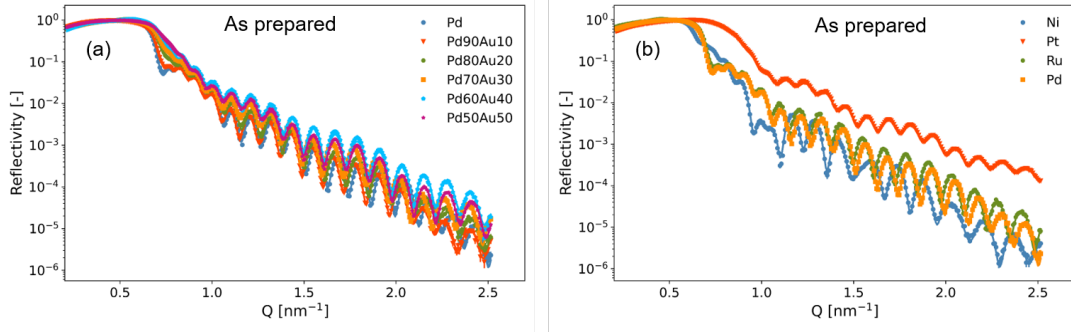 As prepared
(a)
Pd
Pd90Au10
Pd80Au20
Pd70Au30
Pd60Au40
Pd50Au50
Reflectivity [-]
10⁰
10⁻¹
10⁻²
10⁻³
10⁻⁴
10⁻⁵
10⁻⁶
0.5 1.0 1.5 2.0 2.5
Q [nm⁻¹]
As prepared
(b)
Ni
Pt
Ru
Pd
Reflectivity [-]
10⁰
10⁻¹
10⁻²
10⁻³
10⁻⁴
10⁻⁵
10⁻⁶
0.5 1.0 1.5 2.0 2.5
Q [nm⁻¹]